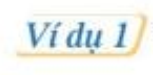 Ví dụ 1